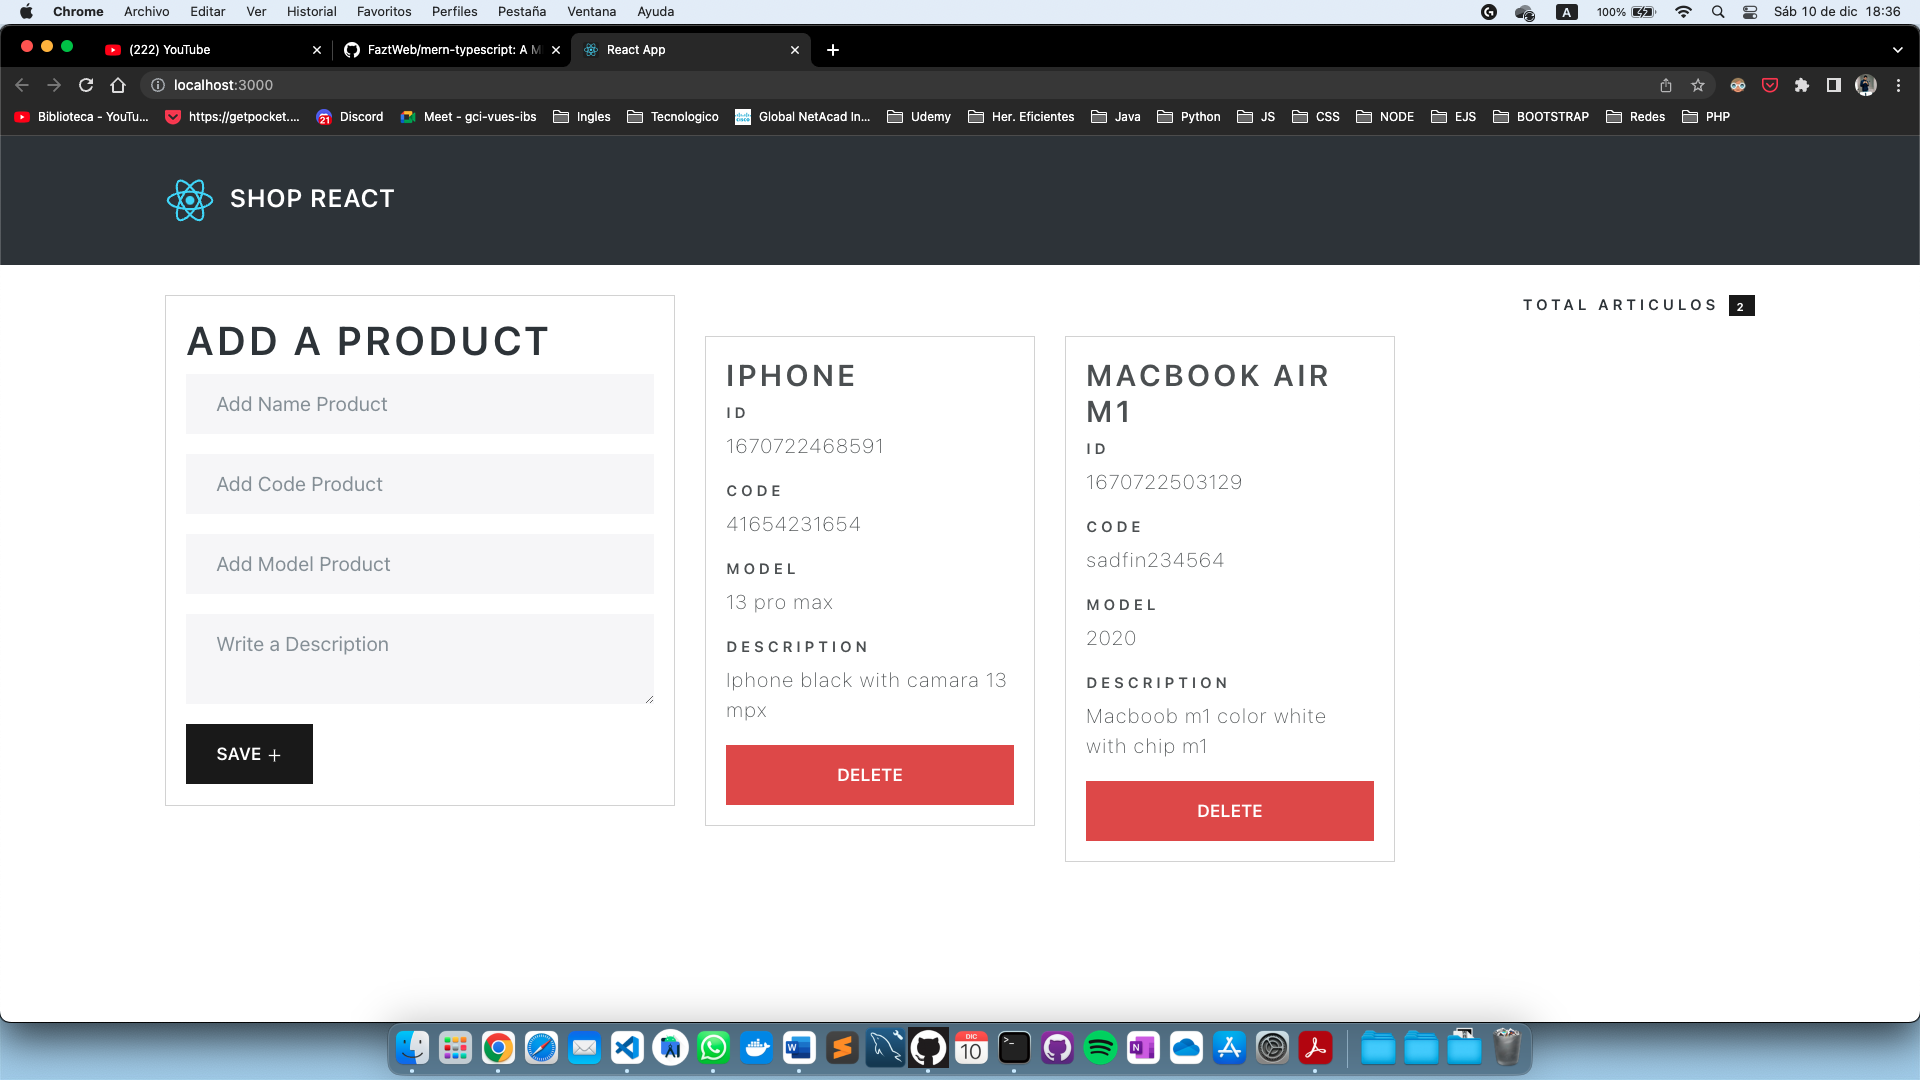 Chrome Archivo Editar Ver Historial Favoritos Perfiles Pestaña Ventana Ayuda A 100% Sáb 10 de dic 18:36
(222) YouTube FaztWeb/mern-typescript: A M React App
localhost:3000
Biblioteca - YouTu... https://getpocket.... 21 Discord Meet - gci-vues-ibs Ingles Tecnologico Global NetAcad In... Udemy Her. Eficientes Java Python JS CSS NODE EJS BOOTSTRAP Redes PHP
SHOP REACT
TOTAL ARTICULOS 2
ADD A PRODUCT
Add Name Product
Add Code Product
Add Model Product
Write a Description
SAVE +
IPHONE
ID
1670722468591
CODE
41654231654
MODEL
13 pro max
DESCRIPTION
Iphone black with camara 13
mpx
DELETE
MACBOOK AIR
M1
ID
1670722503129
CODE
sadfin234564
MODEL
2020
DESCRIPTION
Macboob m1 color white
with chip m1
DELETE
DIC
10